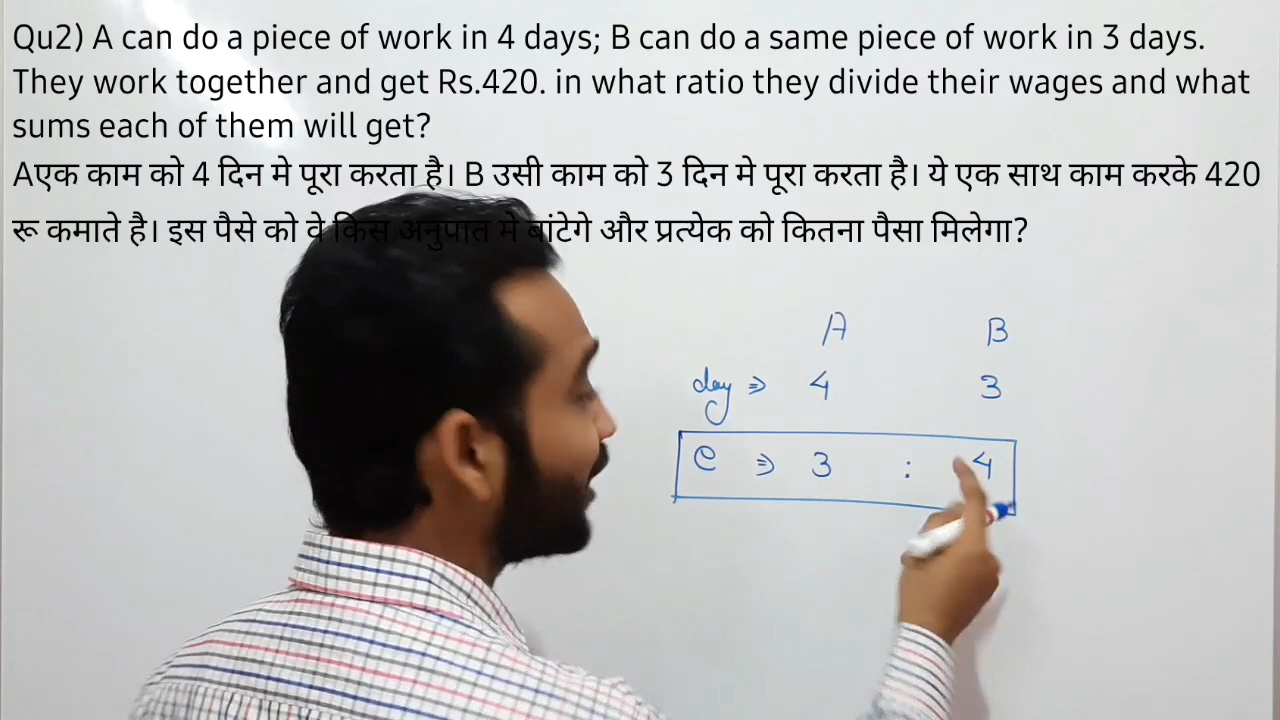 Qu2) A can do a piece of work in 4 days; B can do a same piece of work in 3 days.
They work together and get Rs.420. in what ratio they divide their wages and what
sums each of them will get?
Aएक काम को 4 दिन मे पूरा करता है। B उसी काम को 3 दिन मे पूरा करता है। ये एक साथ काम करके 420
रू कमाते है। इस पैसे को वे किस अनुपात मे बांटेगे और प्रत्येक को कितना पैसा मिलेगा?
A B
day ⇒ 4 3
e ⇒ 3 : 4